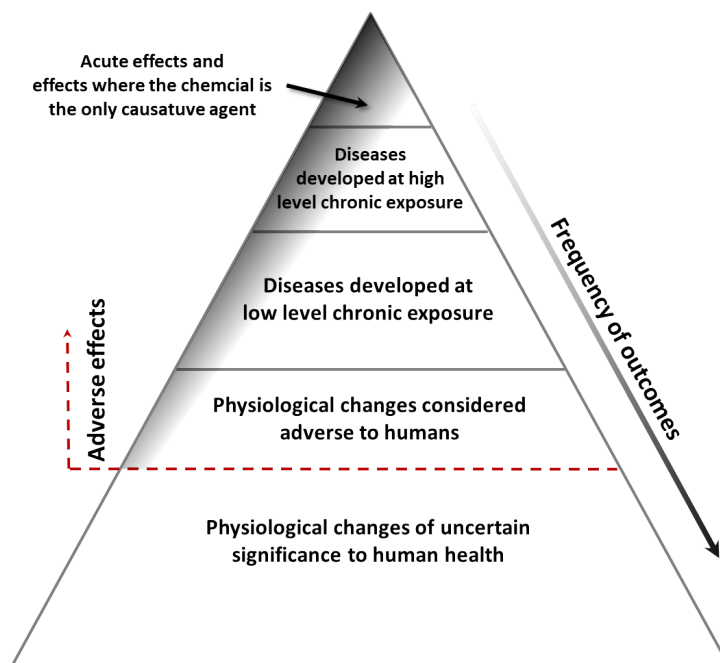 Acute effects and
effects where the chemcial is
the only causatuve agent
Diseases
developed at high
level chronic exposure
Diseases developed at
low level chronic exposure
Physiological changes considered
adverse to humans
Physiological changes of uncertain
significance to human health
Adverse effects
Frequency of outcomes